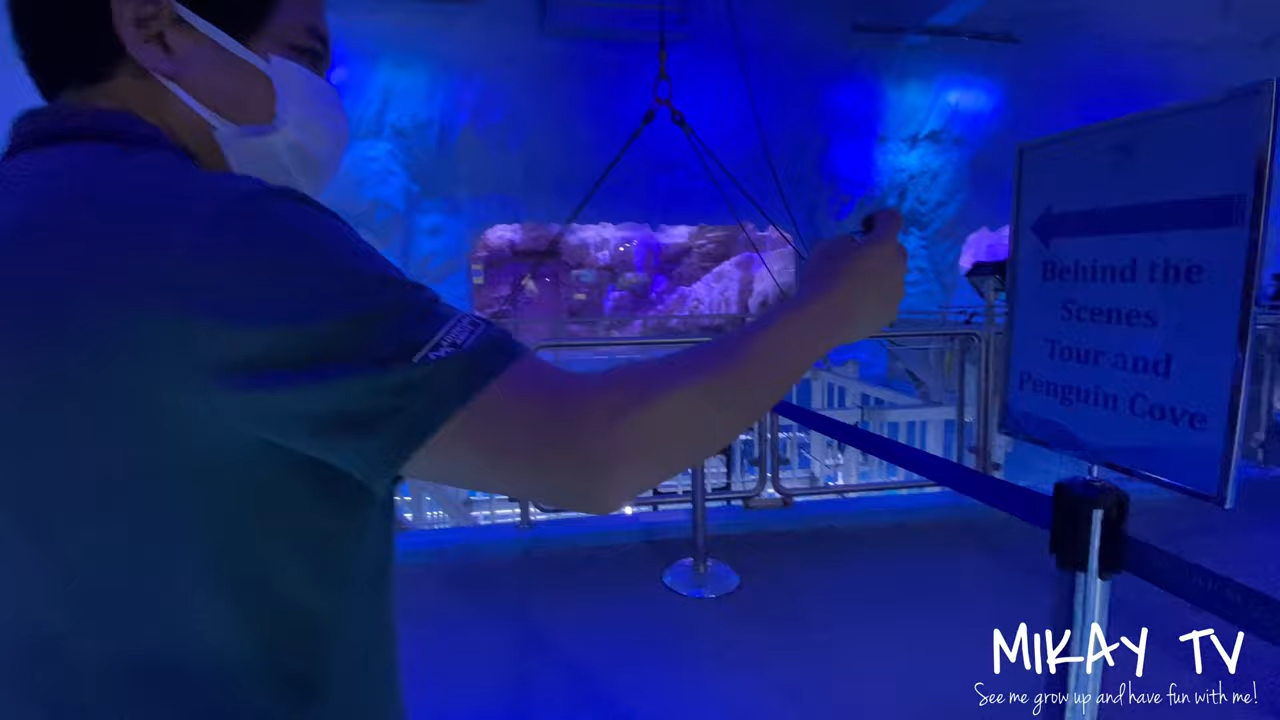 Behind the
Scenes
Tour and
Penguin Cove
MIKAY TV
See me grow up and have fun with me!